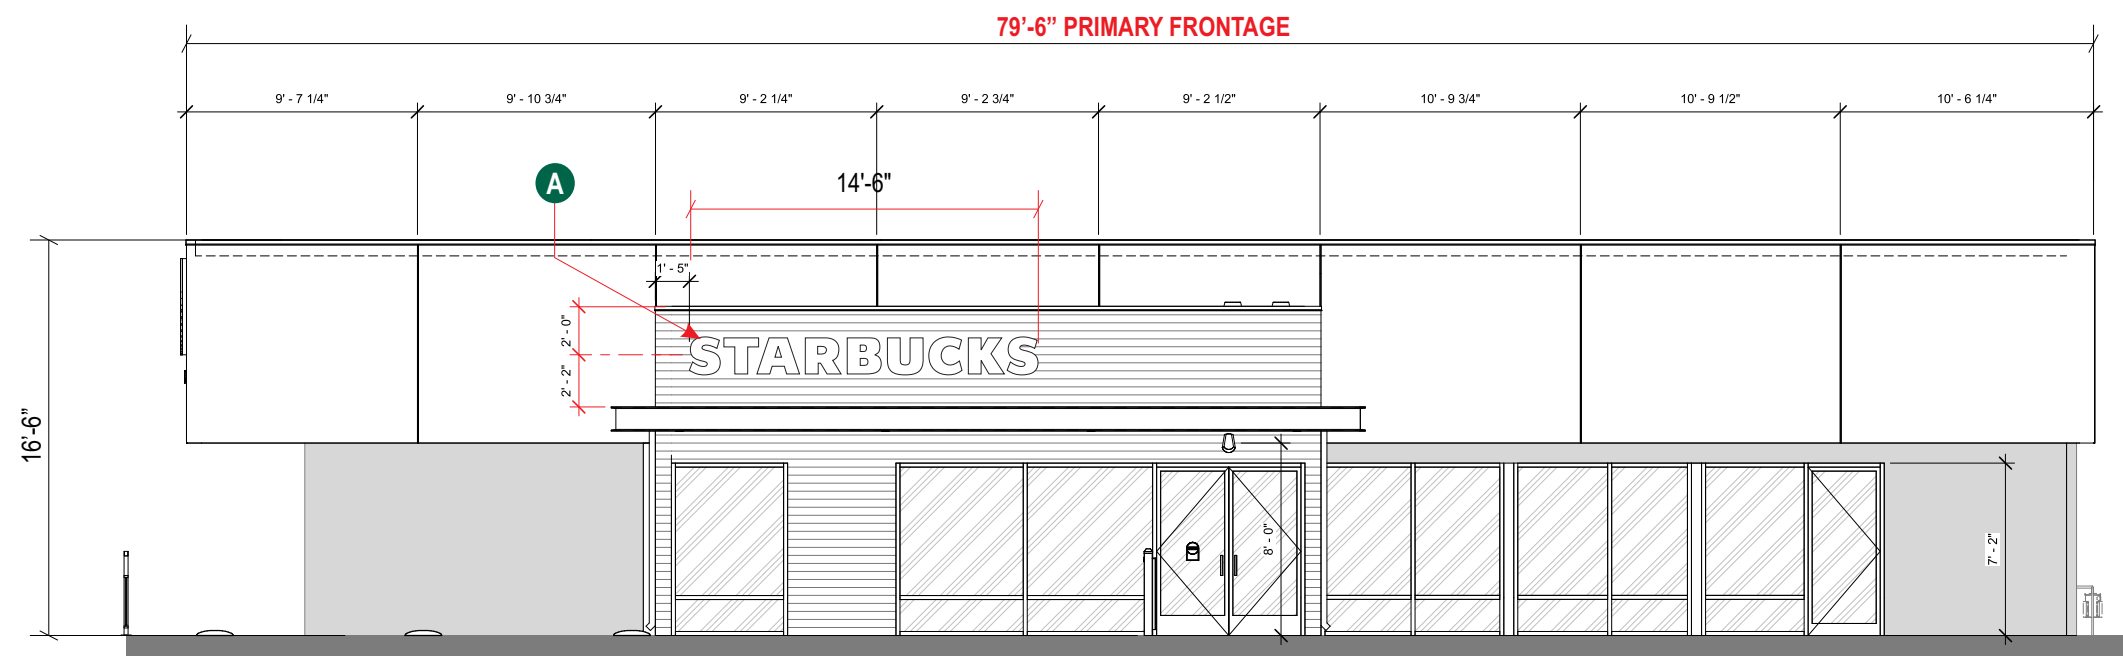 79’-6” PRIMARY FRONTAGE
9' - 7 1/4"
9' - 10 3/4"
9' - 2 1/4"
9' - 2 3/4"
9' - 2 1/2"
10' - 9 3/4"
10' - 9 1/2"
10' - 6 1/4"
A
14'-6"
1' - 5"
2' - 0"
STARBUCKS
2' - 2"
16’-6”
8' - 0"
7' - 2"